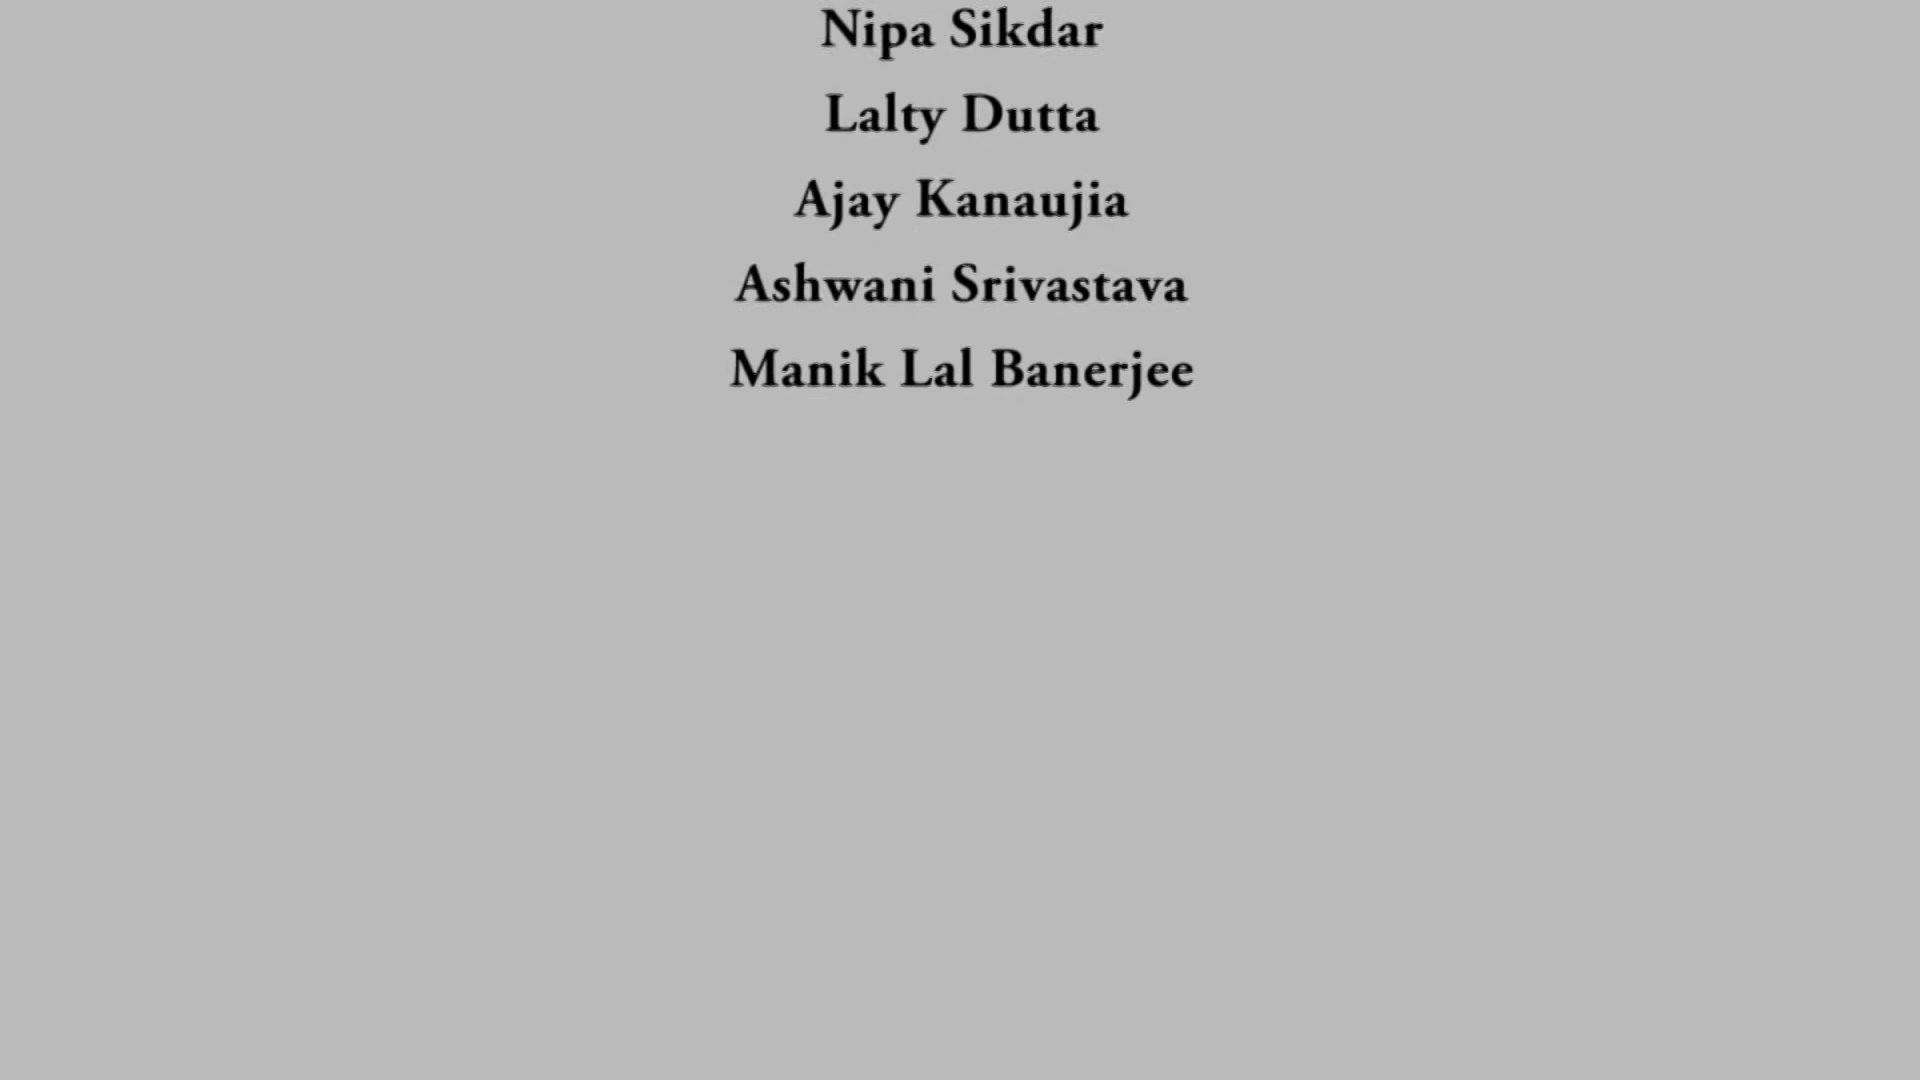 Nipa Sikdar
Lalty Dutta
Ajay Kanaujia
Ashwani Srivastava
Manik Lal Banerjee